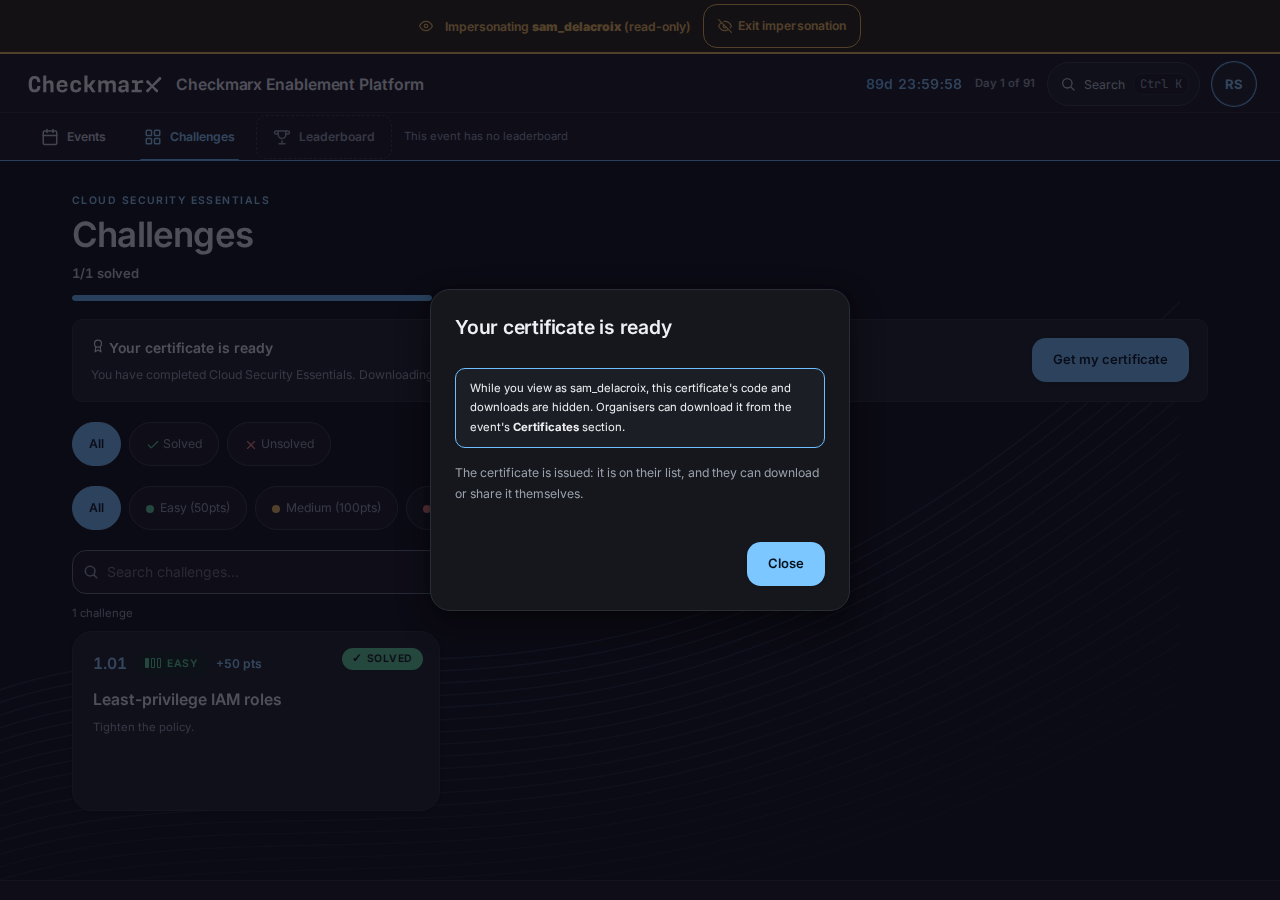 Impersonating sam_delacroix (read-only)
Exit impersonation
Checkmarx
Checkmarx Enablement Platform
89d 23:59:58
Day 1 of 91
Search
Ctrl K
RS
Events
Challenges
Leaderboard
This event has no leaderboard
CLOUD SECURITY ESSENTIALS
Challenges
1/1 solved
Your certificate is ready
You have completed Cloud Security Essentials. Downloading
Get my certificate
All
Solved
Unsolved
All
Easy (50pts)
Medium (100pts)
Search challenges...
1 challenge
1.01
EASY
+50 pts
✓ SOLVED
Least-privilege IAM roles
Tighten the policy.
Your certificate is ready
While you view as sam_delacroix, this certificate's code and
downloads are hidden. Organisers can download it from the
event's Certificates section.
The certificate is issued: it is on their list, and they can download
or share it themselves.
Close